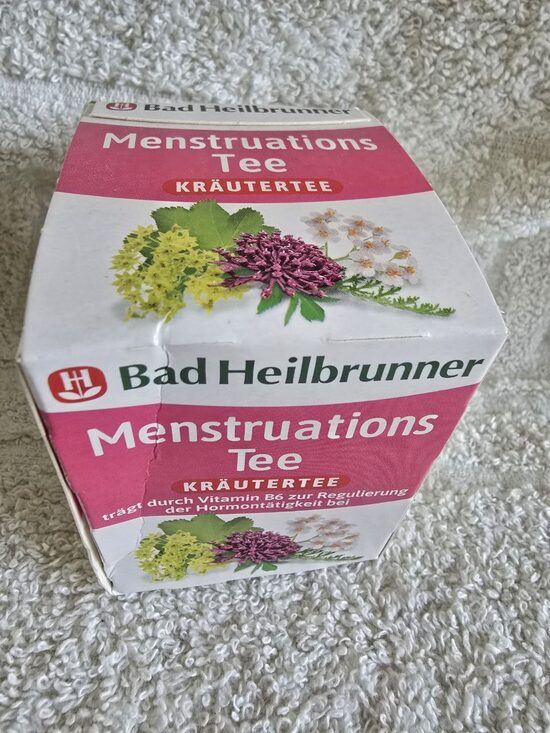 Bad Heilbrunner
Menstruations
Tee
KRÄUTERTEE
Bad Heilbrunner
Menstruations
Tee
KRÄUTERTEE
trägt durch Vitamin B6 zur Regulierung
der Hormontätigkeit bei